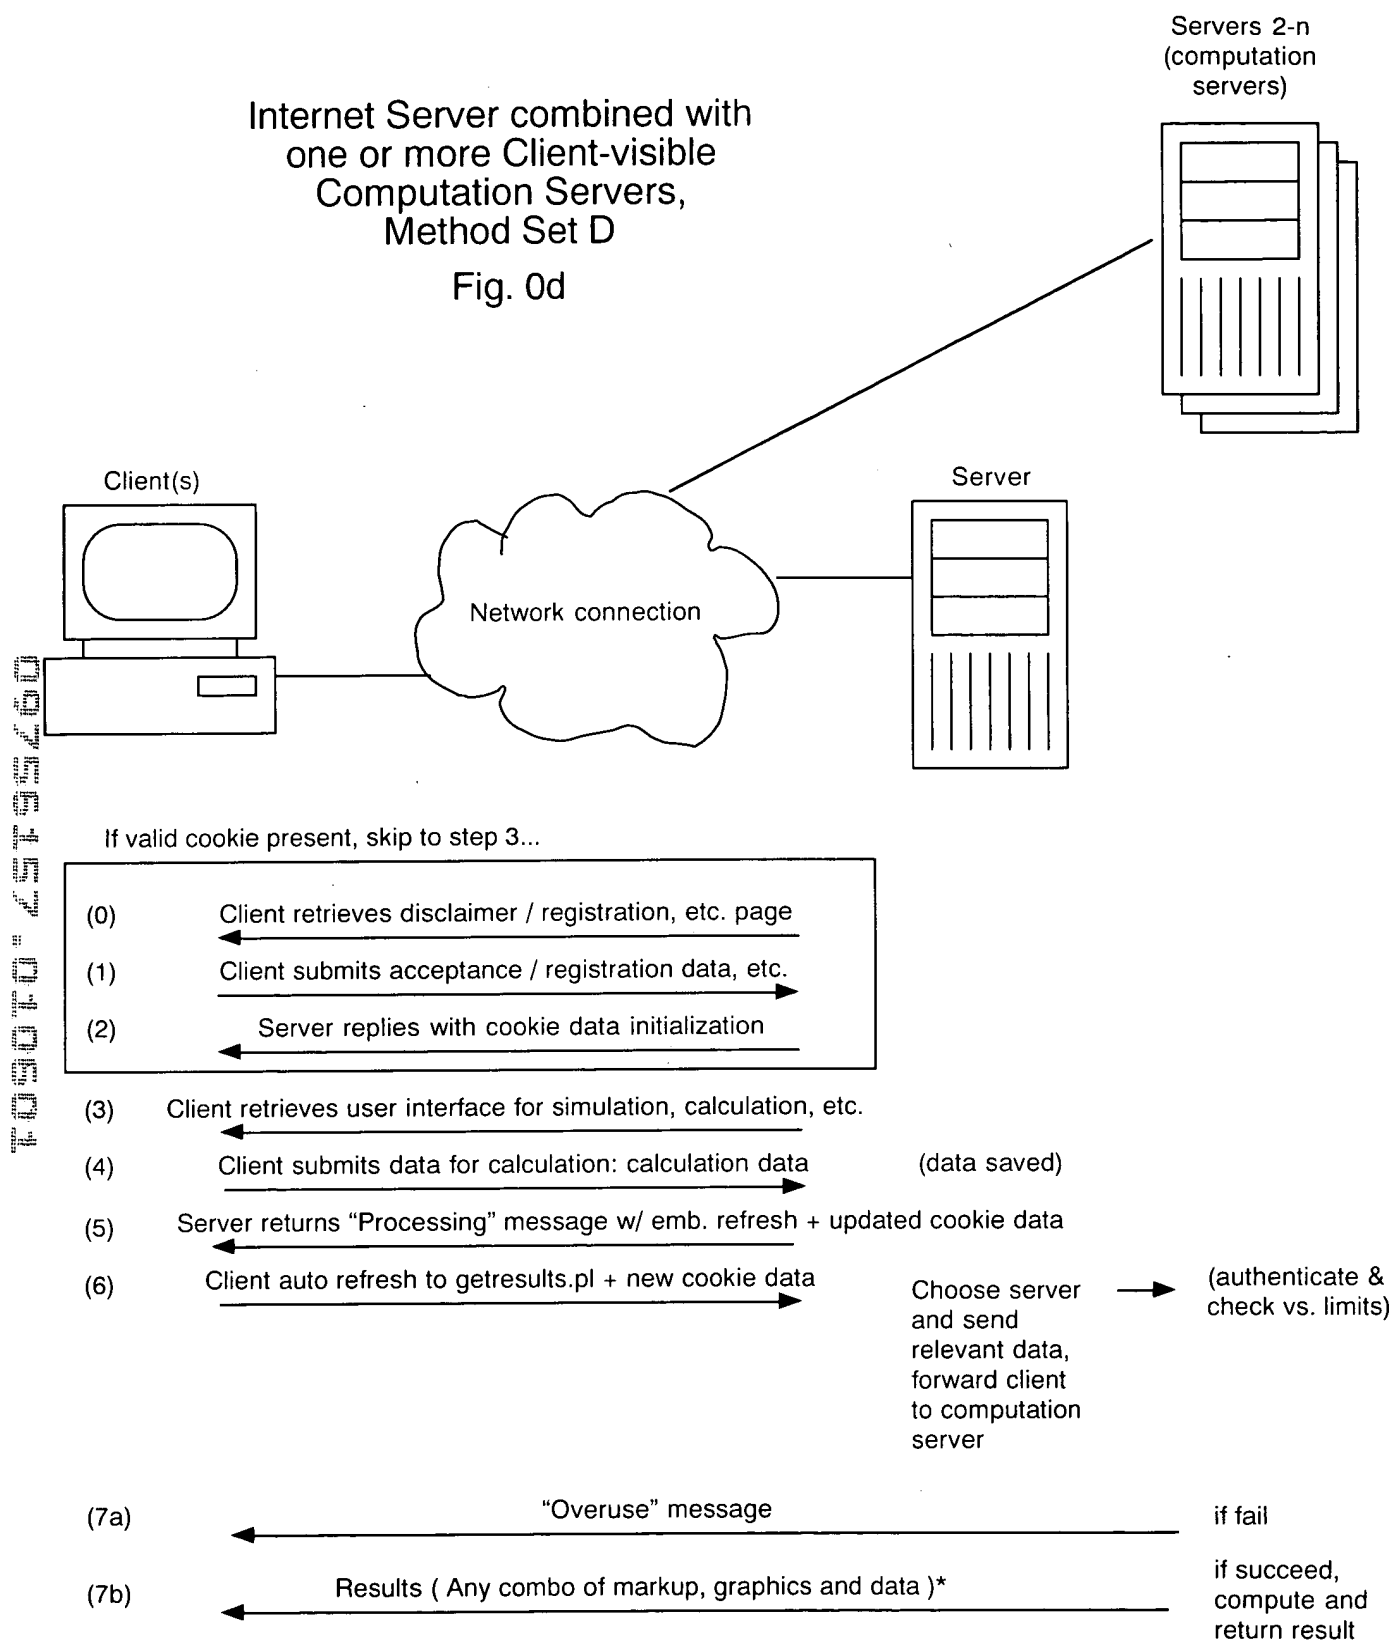 Servers 2-n
(computation
servers)
Internet Server combined with
one or more Client-visible
Computation Servers,
Method Set D
Fig. 0d
Client(s)
Server
Network connection
09756157.010501
If valid cookie present, skip to step 3...
(0) Client retrieves disclaimer / registration, etc. page
(1) Client submits acceptance / registration data, etc.
(2) Server replies with cookie data initialization
(3) Client retrieves user interface for simulation, calculation, etc.
(4) Client submits data for calculation: calculation data (data saved)
(5) Server returns “Processing” message w/ emb. refresh + updated cookie data
(6) Client auto refresh to getresults.pl + new cookie data
Choose server
and send
relevant data,
forward client
to computation
server
(authenticate &
check vs. limits)
(7a) “Overuse” message if fail
(7b) Results ( Any combo of markup, graphics and data )*
if succeed,
compute and
return result